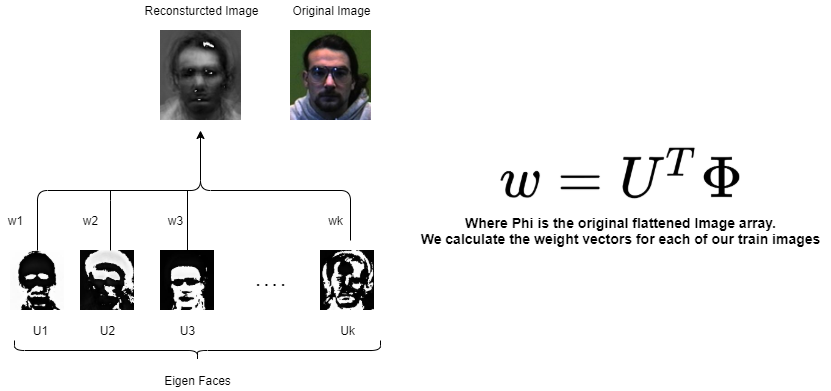 Reconsturcted Image
Original Image
w1
w2
w3
wk
. . . .
U1
U2
U3
Uk
Eigen Faces
w = U^T Φ
Where Phi is the original flattened Image array.
We calculate the weight vectors for each of our train images